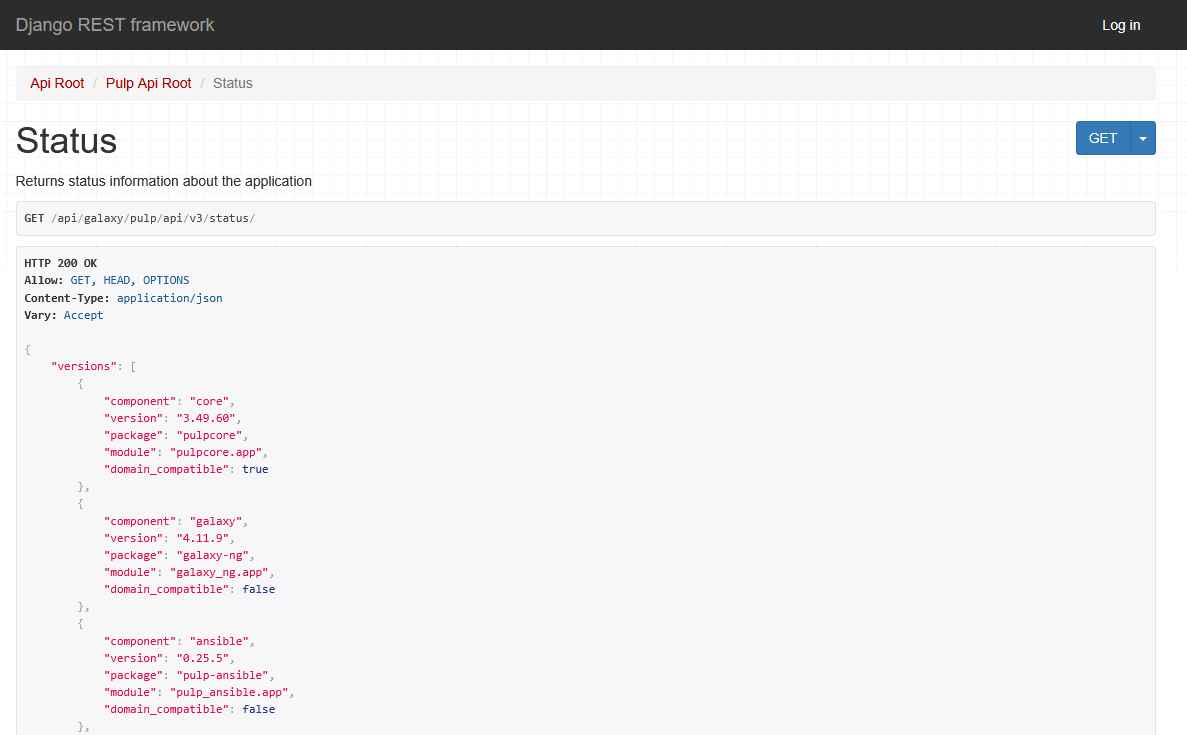 Django REST framework
Log in
Api Root / Pulp Api Root / Status
Status
GET
Returns status information about the application
GET /api/galaxy/pulp/api/v3/status/
HTTP 200 OK
Allow: GET, HEAD, OPTIONS
Content-Type: application/json
Vary: Accept
{
    "versions": [
        {
            "component": "core",
            "version": "3.49.60",
            "package": "pulpcore",
            "module": "pulpcore.app",
            "domain_compatible": true
        },
        {
            "component": "galaxy",
            "version": "4.11.9",
            "package": "galaxy-ng",
            "module": "galaxy_ng.app",
            "domain_compatible": false
        },
        {
            "component": "ansible",
            "version": "0.25.5",
            "package": "pulp-ansible",
            "module": "pulp_ansible.app",
            "domain_compatible": false
        },